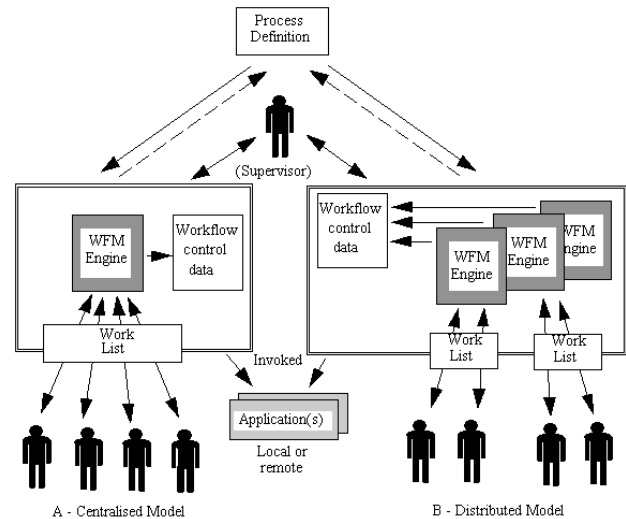 Process
Definition
(Supervisor)
WFM
Engine
Workflow
control
data
Work
List
Workflow
control
data
WFM
Engine
WFM
Engine
WFM
Engine
Work
List
Work
List
Invoked
Application(s)
Local or
remote
A - Centralised Model
B - Distributed Model